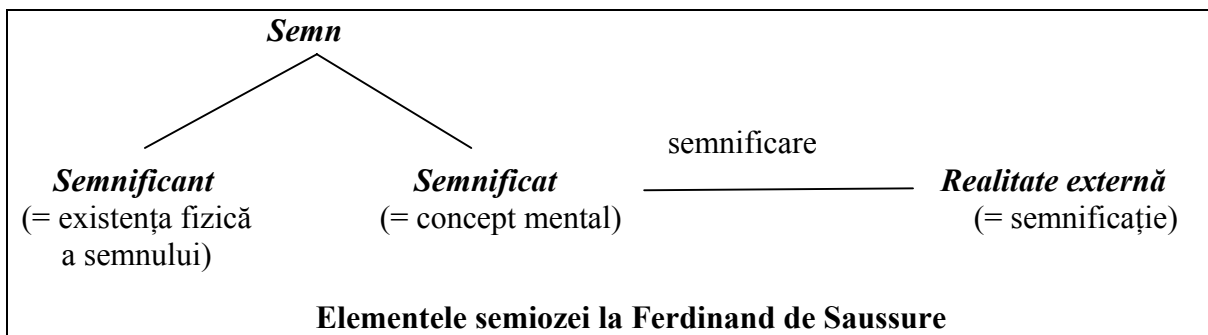 Semn
semnificare
Semnificant Semnificat Realitate externă
(= existența fizică (= concept mental) (= semnificație)
a semnului)
Elementele semiozei la Ferdinand de Saussure